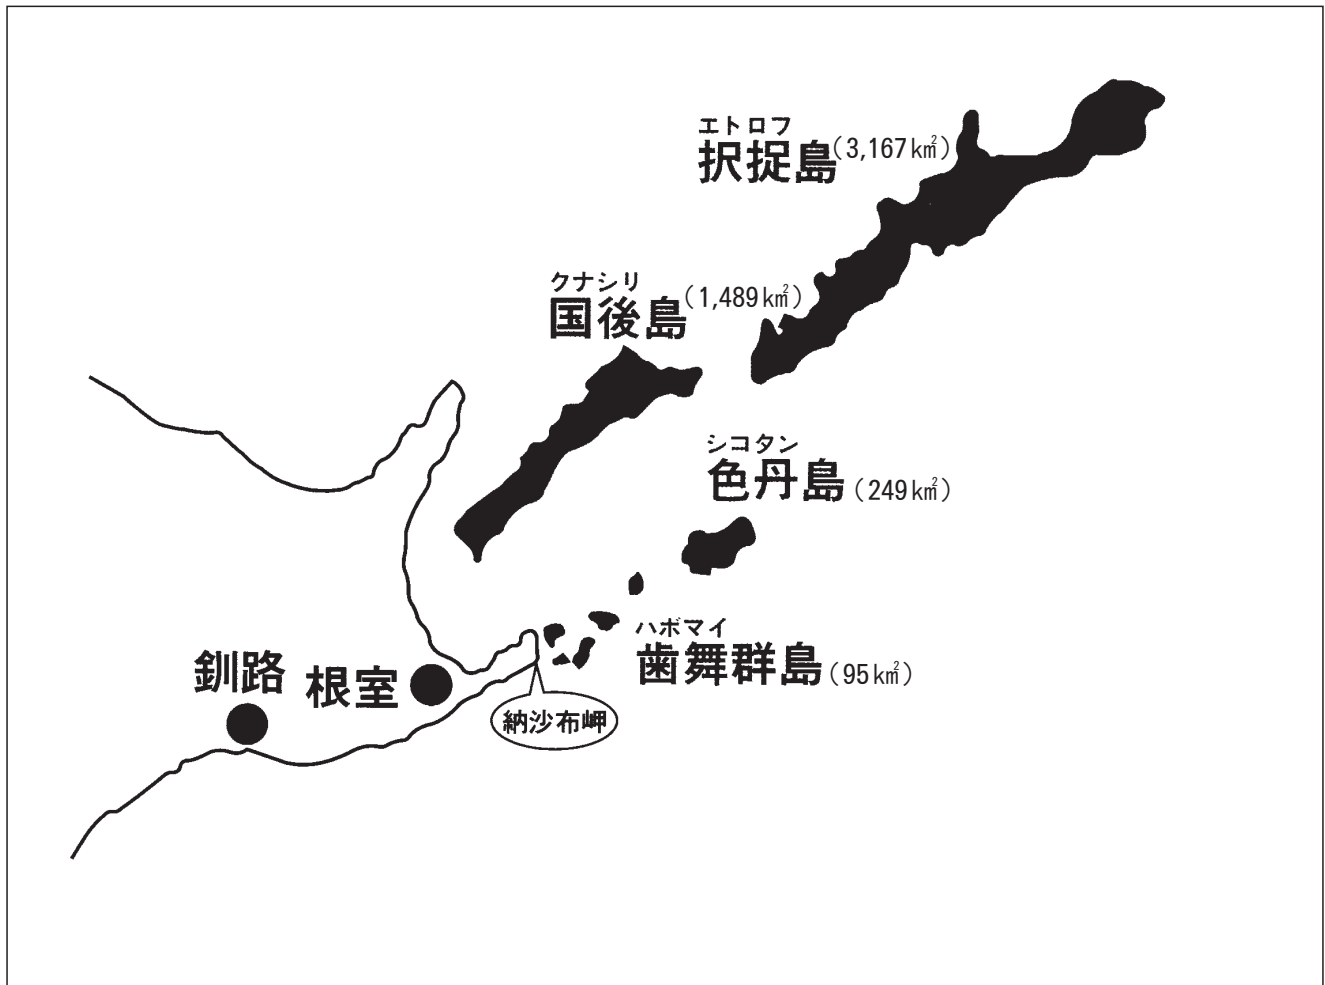 エトロフ
択捉島(3,167㎢)
クナシリ
国後島(1,489㎢)
シコタン
色丹島(249㎢)
ハボマイ
歯舞群島(95㎢)
釧路
根室
納沙布岬